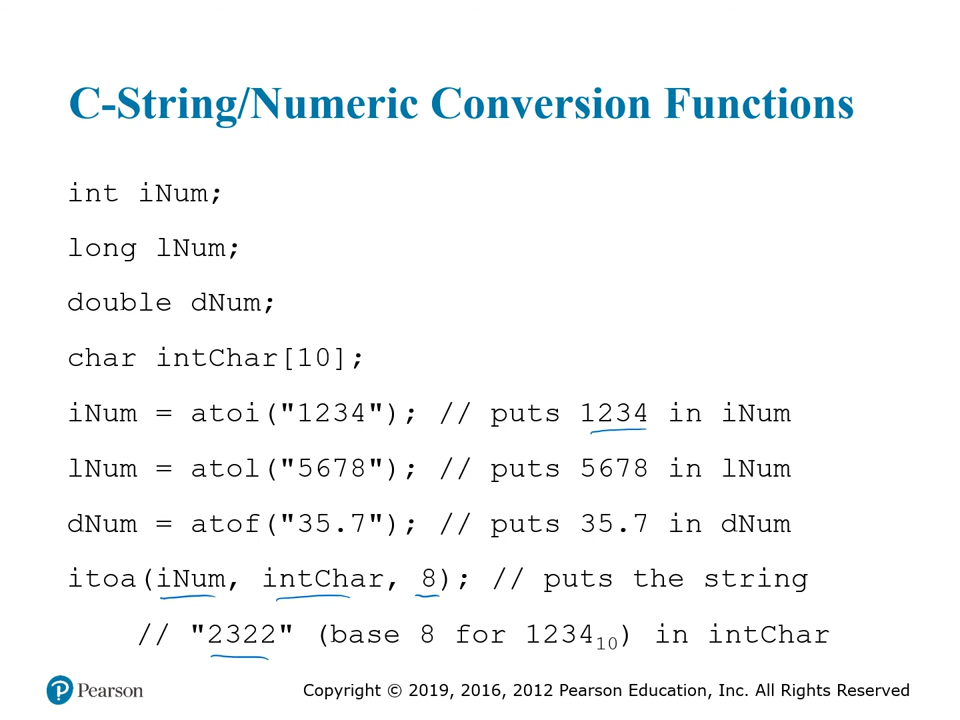 C-String/Numeric Conversion Functions
int iNum;
long lNum;
double dNum;
char intChar[10];
iNum = atoi("1234"); // puts 1234 in iNum
lNum = atol("5678"); // puts 5678 in lNum
dNum = atof("35.7"); // puts 35.7 in dNum
itoa(iNum, intChar, 8); // puts the string
// "2322" (base 8 for 1234₁₀) in intChar
Pearson
Copyright © 2019, 2016, 2012 Pearson Education, Inc. All Rights Reserved